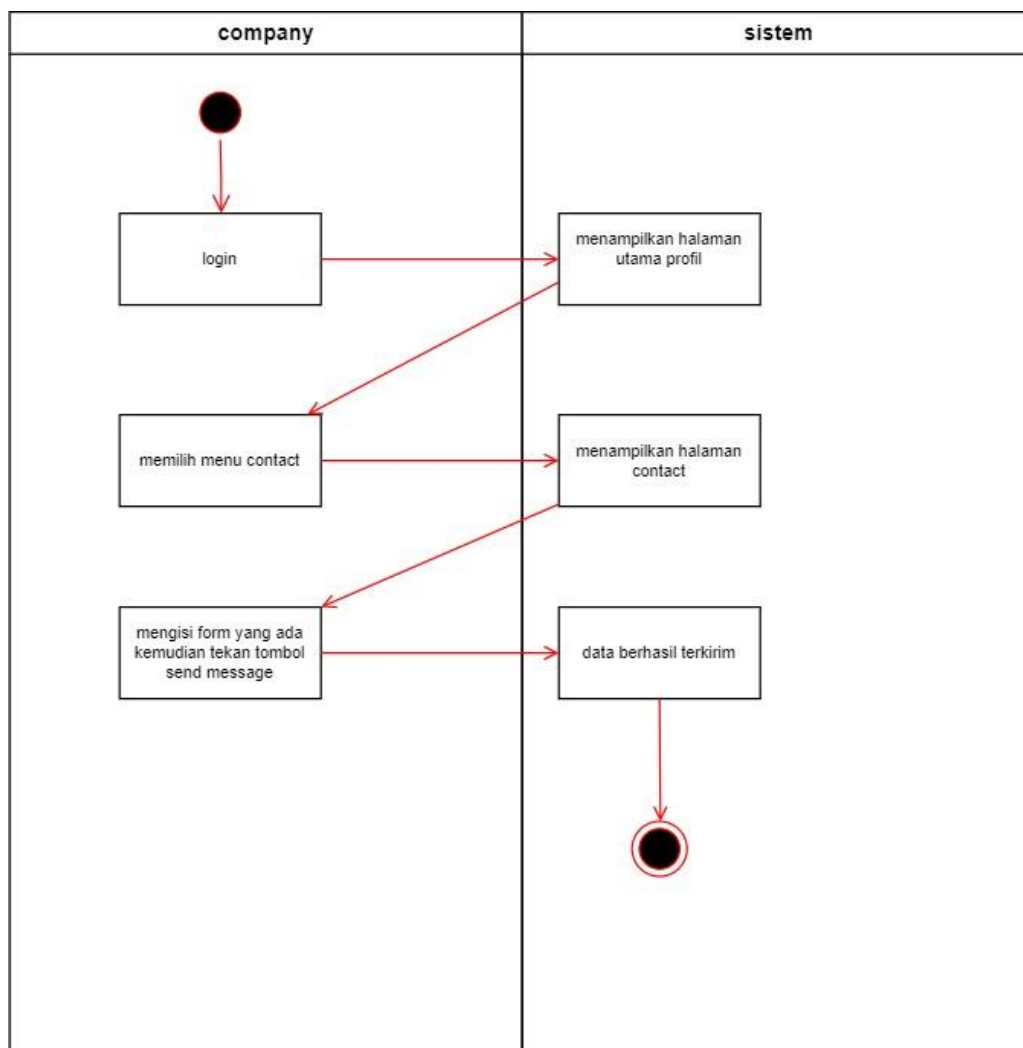 company
sistem
login
menampilkan halaman
utama profil
memilih menu contact
menampilkan halaman
contact
mengisi form yang ada
kemudian tekan tombol
send message
data berhasil terkirim